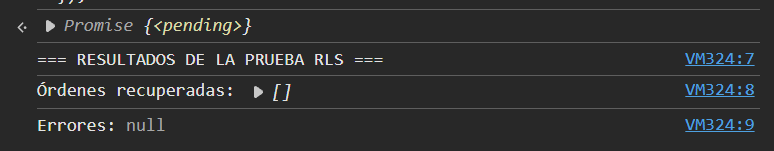 Promise {<pending>}
=== RESULTADOS DE LA PRUEBA RLS === VM324:7
Órdenes recuperadas: ▶ [] VM324:8
Errores: null VM324:9